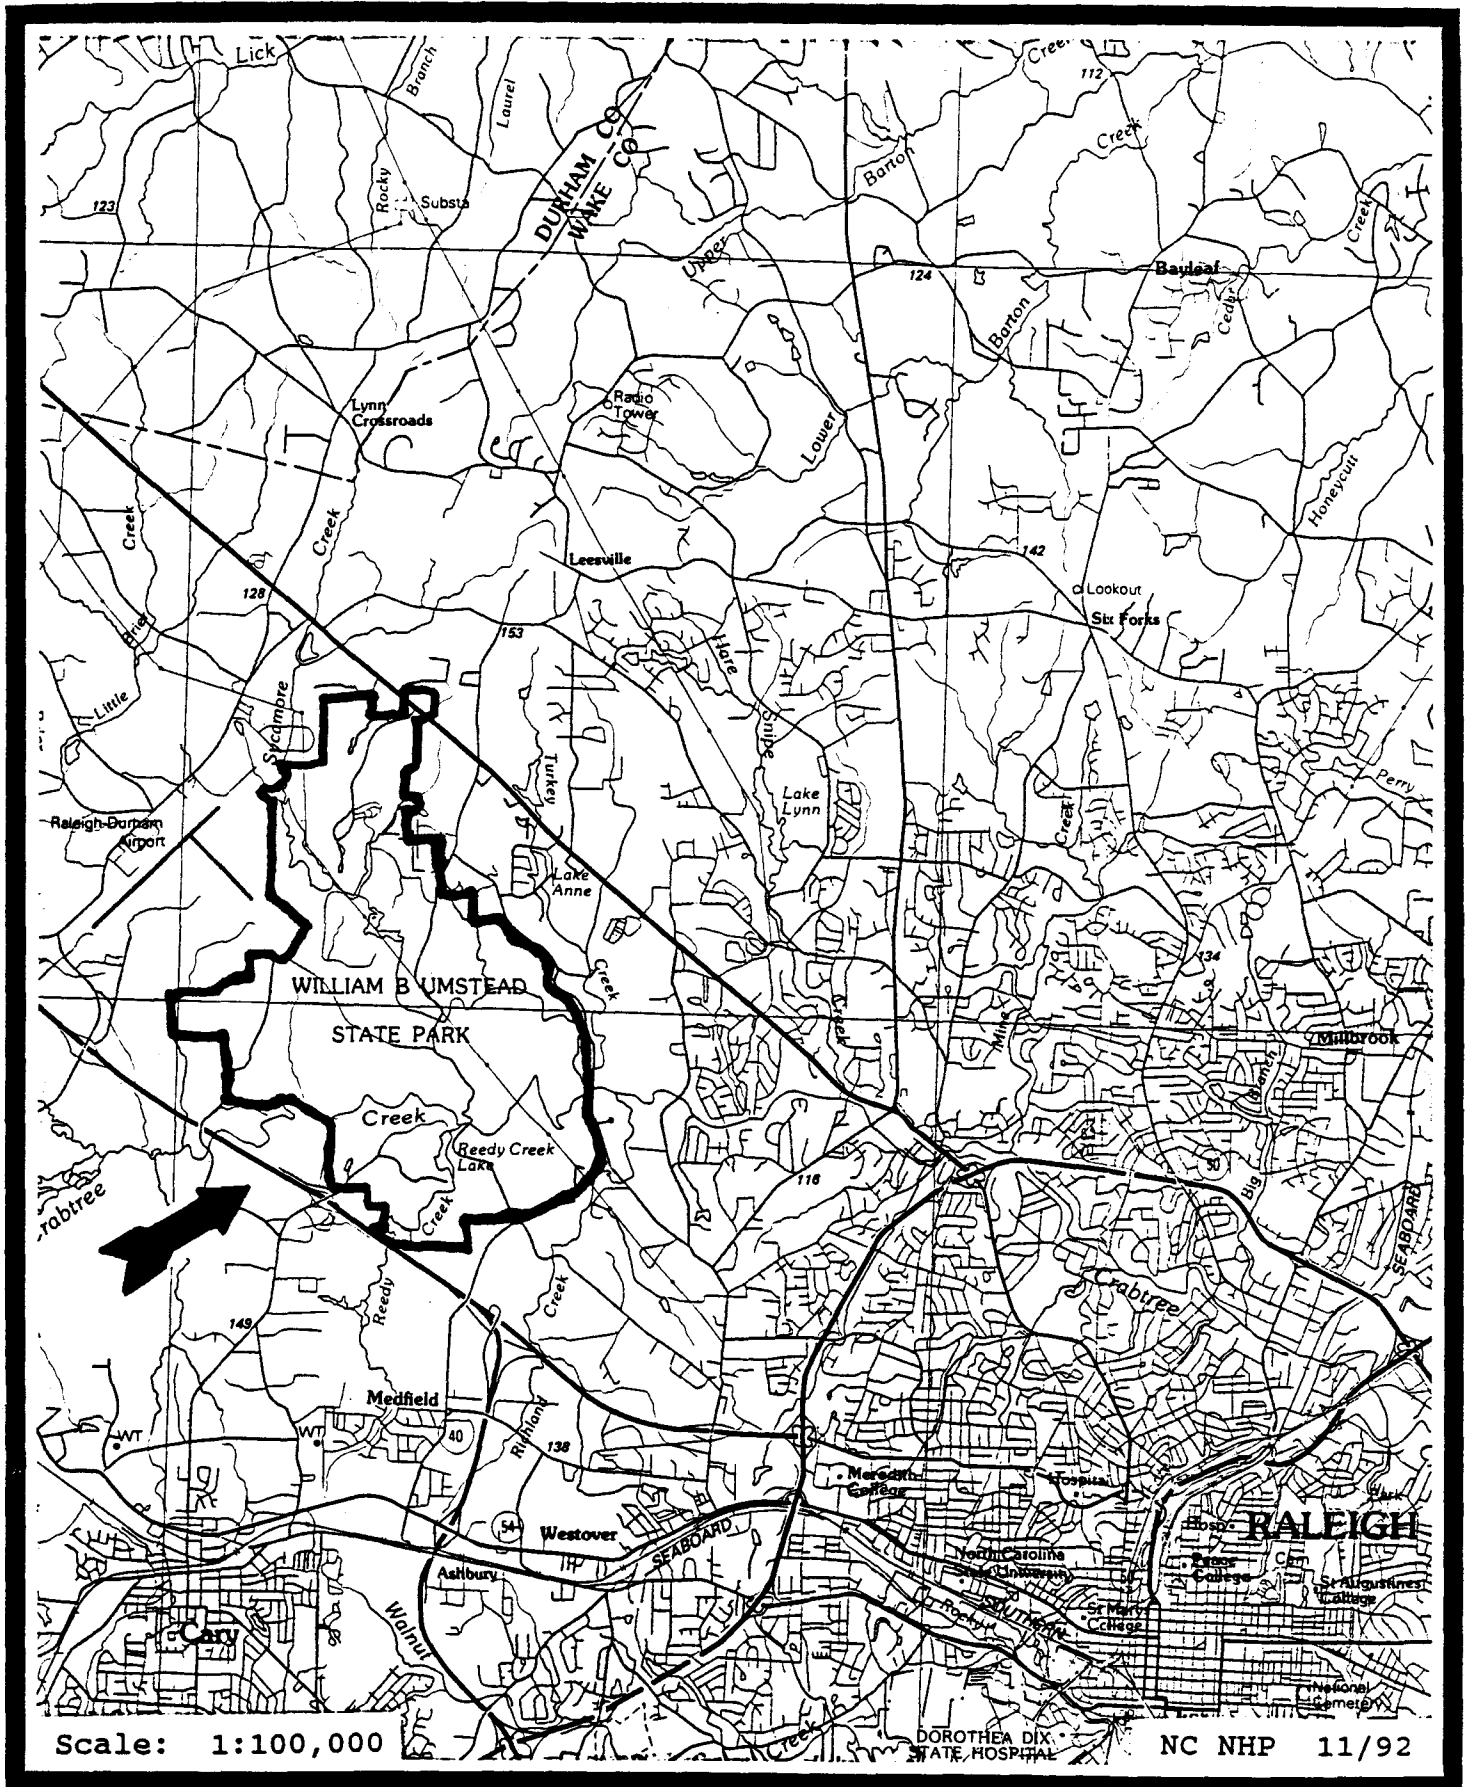 Lick
Branch
Laurel
Creek
112
Creek
DURHAM CO
WAKE CO
Barton
Rocky
Substa
123
Creek
Upper
124
Bayleaf
Cedar
Barton
Radio
Tower
Lynn
Crossroads
Lower
Honeycutt
Creek
Creek
Leesville
142
Lookout
128
Six Forks
153
Brier
Hare
Little
Sycamore
Snipe
Turkey
Lake
Lynn
Perry
Creek
Raleigh-Durham
Airport
Lake
Anne
134
Creek
WILLIAM B UMSTEAD
STATE PARK
Creek
Mine
Millbrook
Branch
Creek
Reedy Creek
Lake
116
50
Big
Crabtree
Creek
SEABOARD
Creek
Crabtree
Reedy
149
Medfield
Richland
40
138
WT
WT
Meredith
College
Hospital
54
Westover
SEABOARD
Hosp
RALEIGH
North Carolina
State University
Peace
College
Cem
St Augustines
College
Ashbury
Rocky
SOUTHERN
St Marys
College
Walnut
Cary
National
Cemetery
Creek
DOROTHEA DIX
STATE HOSPITAL
Scale: 1:100,000
NC NHP 11/92